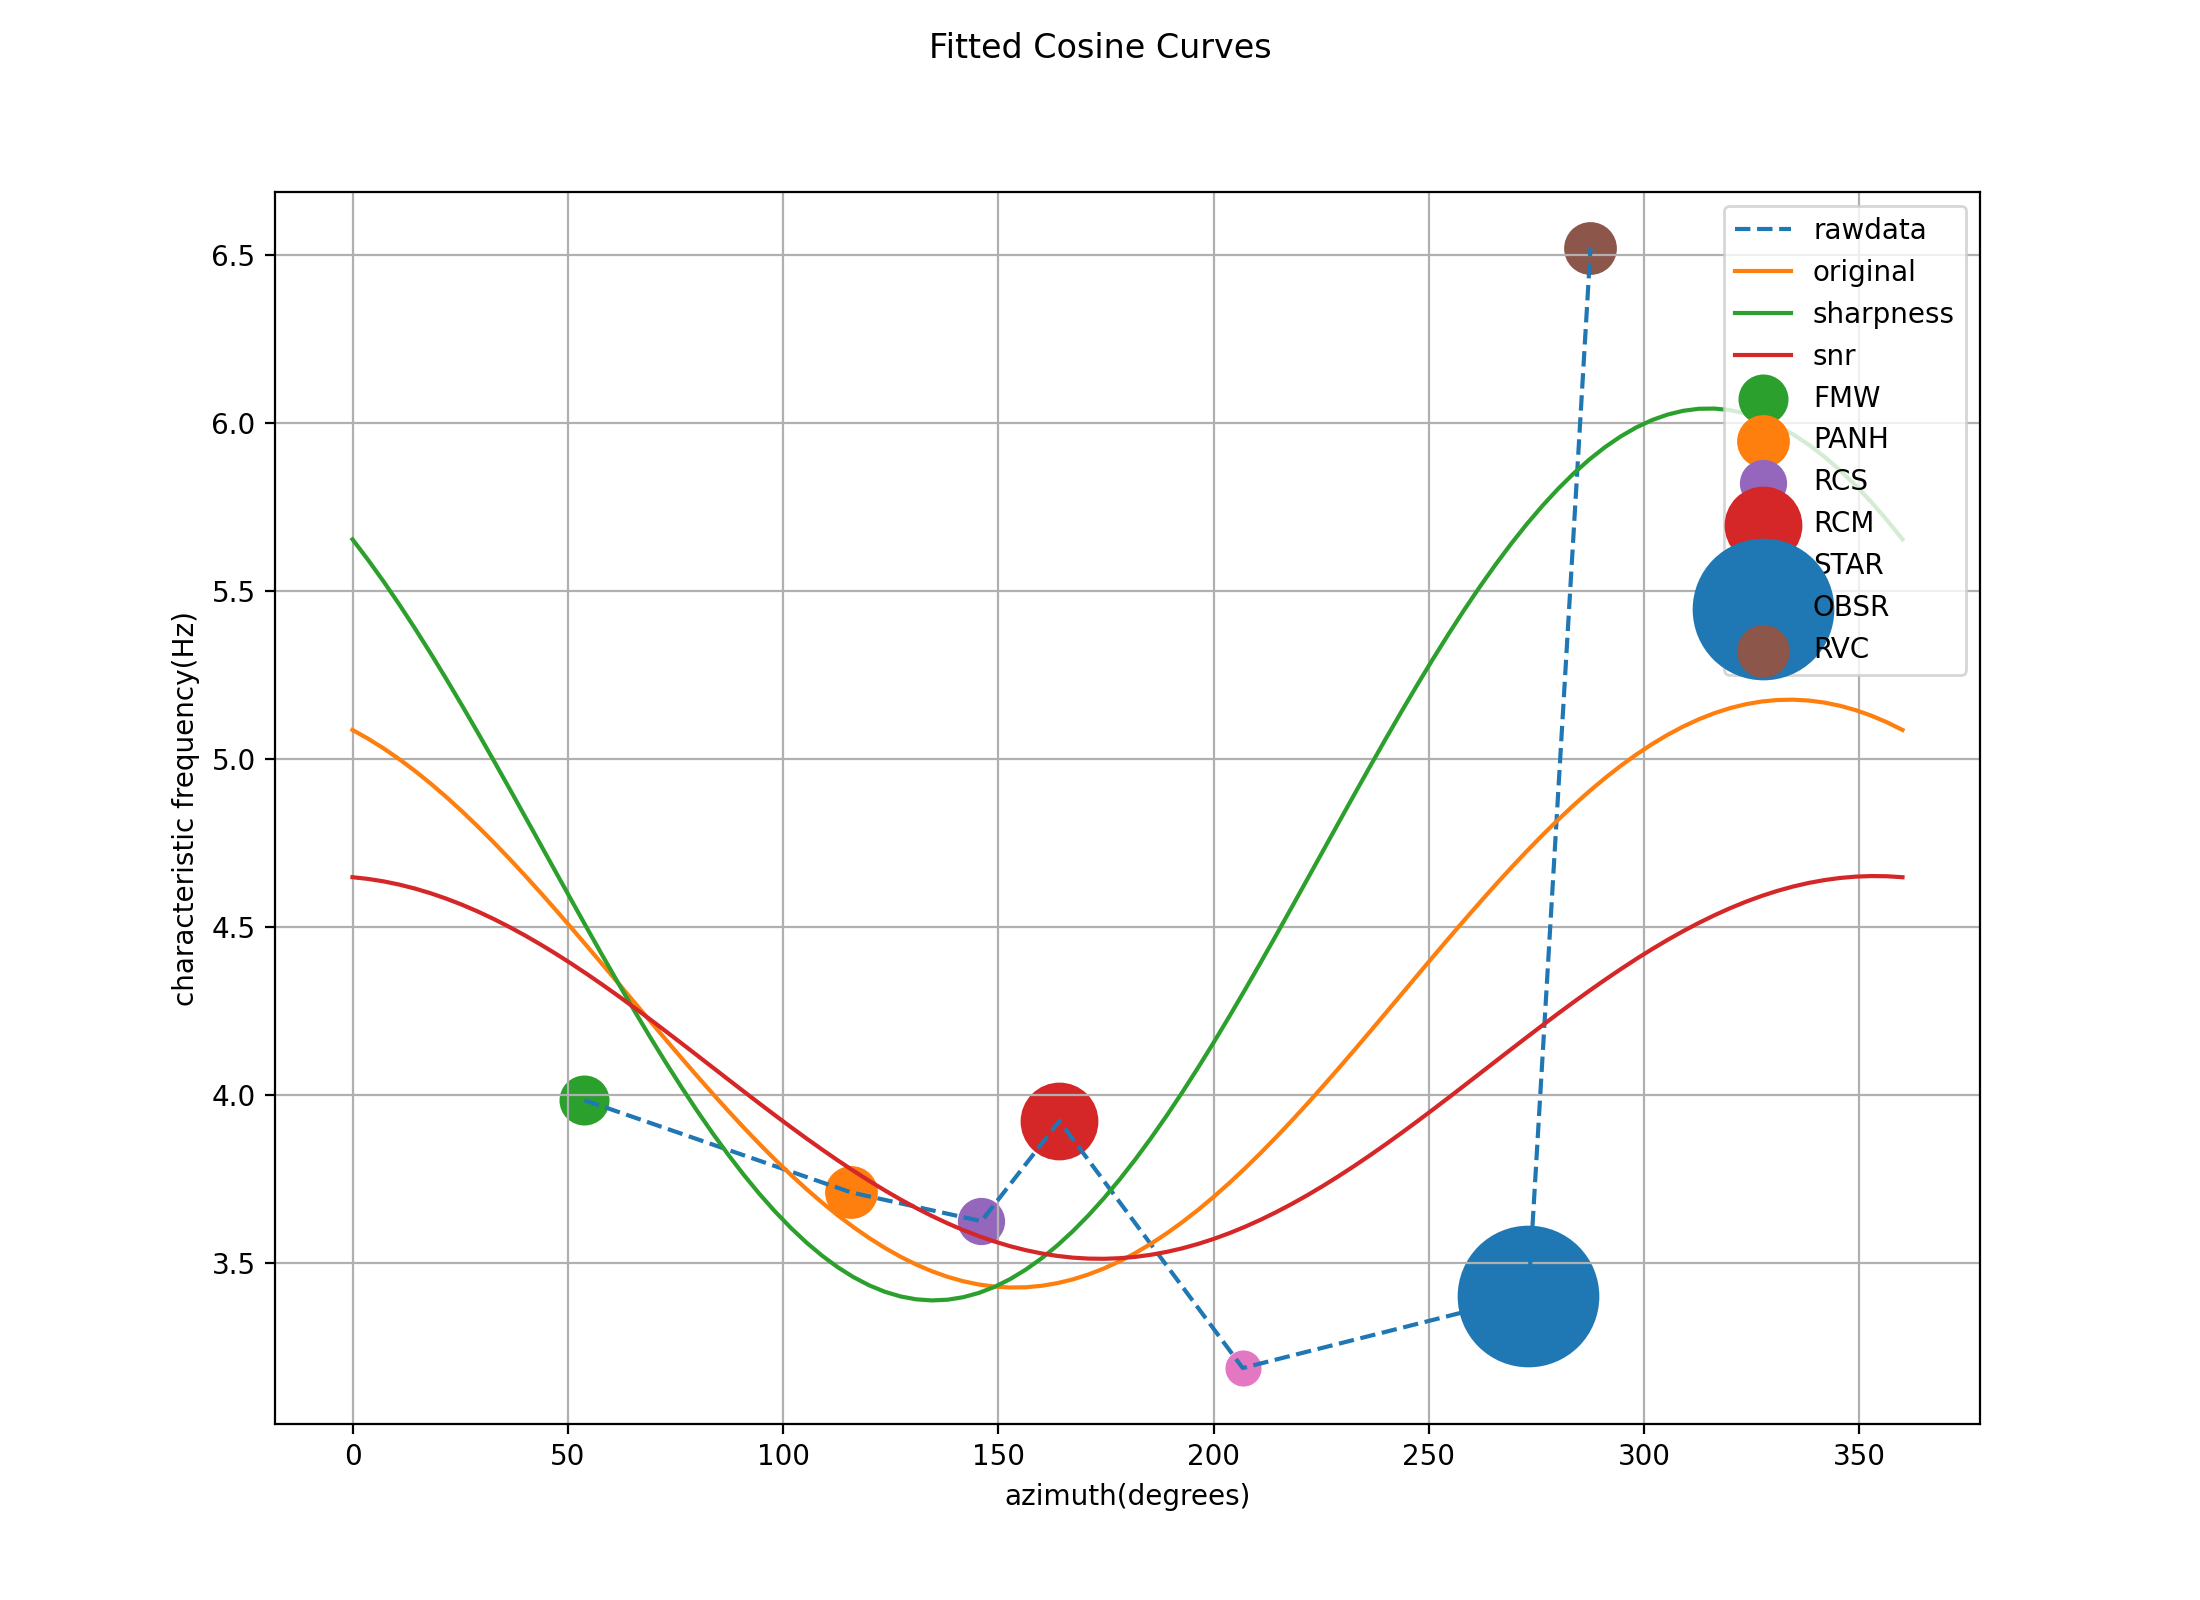 Fitted Cosine Curves
characteristic frequency(Hz)
6.5
6.0
5.5
5.0
4.5
4.0
3.5
rawdata
original
sharpness
snr
FMW
PANH
RCS
RCM
STAR
OBSR
RVC
0 50 100 150 200 250 300 350
azimuth(degrees)